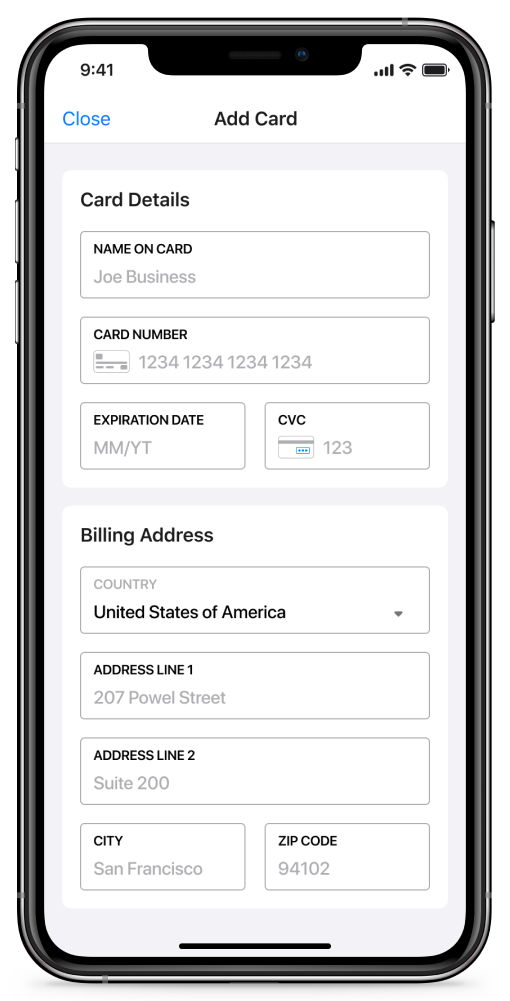 9:41
Close Add Card
Card Details
NAME ON CARD
Joe Business
CARD NUMBER
1234 1234 1234 1234
EXPIRATION DATE CVC
MM/YT 123
Billing Address
COUNTRY
United States of America
ADDRESS LINE 1
207 Powel Street
ADDRESS LINE 2
Suite 200
CITY ZIP CODE
San Francisco 94102